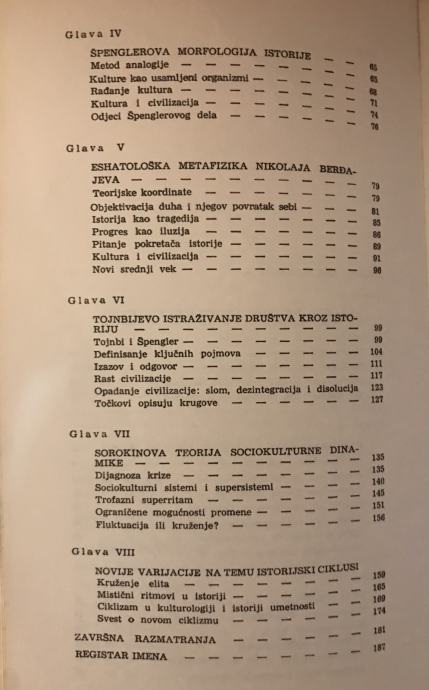 Glava IV
ŠPENGLEROVA MORFOLOGIJA ISTORIJE — — — 65
Metod analogije — — — — — — — — 65
Kulture kao usamljeni organizmi — — — — — 68
Rađanje kultura — — — — — — — — 71
Kultura i civilizacija — — — — — — — 74
Odjeci Špenglerovog dela — — — — — — 76
Glava V
ESHATOLOŠKA METAFIZIKA NIKOLAJA BERĐA-
JEVA — — — — — — — — — — 79
Teorijske koordinate — — — — — — — 79
Objektivacija duha i njegov povratak sebi — — — 81
Istorija kao tragedija — — — — — — — 85
Progres kao iluzija — — — — — — — 86
Pitanje pokretača istorije — — — — — — 89
Kultura i civilizacija — — — — — — — 91
Novi srednji vek — — — — — — — — 96
Glava VI
TOJNBIJEVO ISTRAŽIVANJE DRUŠTVA KROZ ISTO-
RIJU — — — — — — — — — — 99
Tojnbi i Špengler — — — — — — — — 99
Definisanje ključnih pojmova — — — — — 104
Izazov i odgovor — — — — — — — — 111
Rast civilizacije — — — — — — — — 117
Opadanje civilizacije: slom, dezintegracija i disolucija 123
Točkovi opisuju krugove — — — — — — 127
Glava VII
SOROKINOVA TEORIJA SOCIOKULTURNE DINA-
MIKE — — — — — — — — — — 135
Dijagnoza krize — — — — — — — — 135
Sociokulturni sistemi i supersistemi — — — — 140
Trofazni superritam — — — — — — — 145
Ograničene mogućnosti promene — — — — — 151
Fluktuacija ili kruženje? — — — — — — 156
Glava VIII
NOVIJE VARIJACIJE NA TEMU ISTORIJSKI CIKLUSI
Kruženje elita — — — — — — — — 159
Mistični ritmovi u istoriji — — — — — — 165
Ciklizam u kulturologiji i istoriji umetnosti — — 169
Svest o novom ciklizmu — — — — — — 174
ZAVRŠNA RAZMATRANJA — — — — — — 181
REGISTAR IMENA — — — — — — — — 187